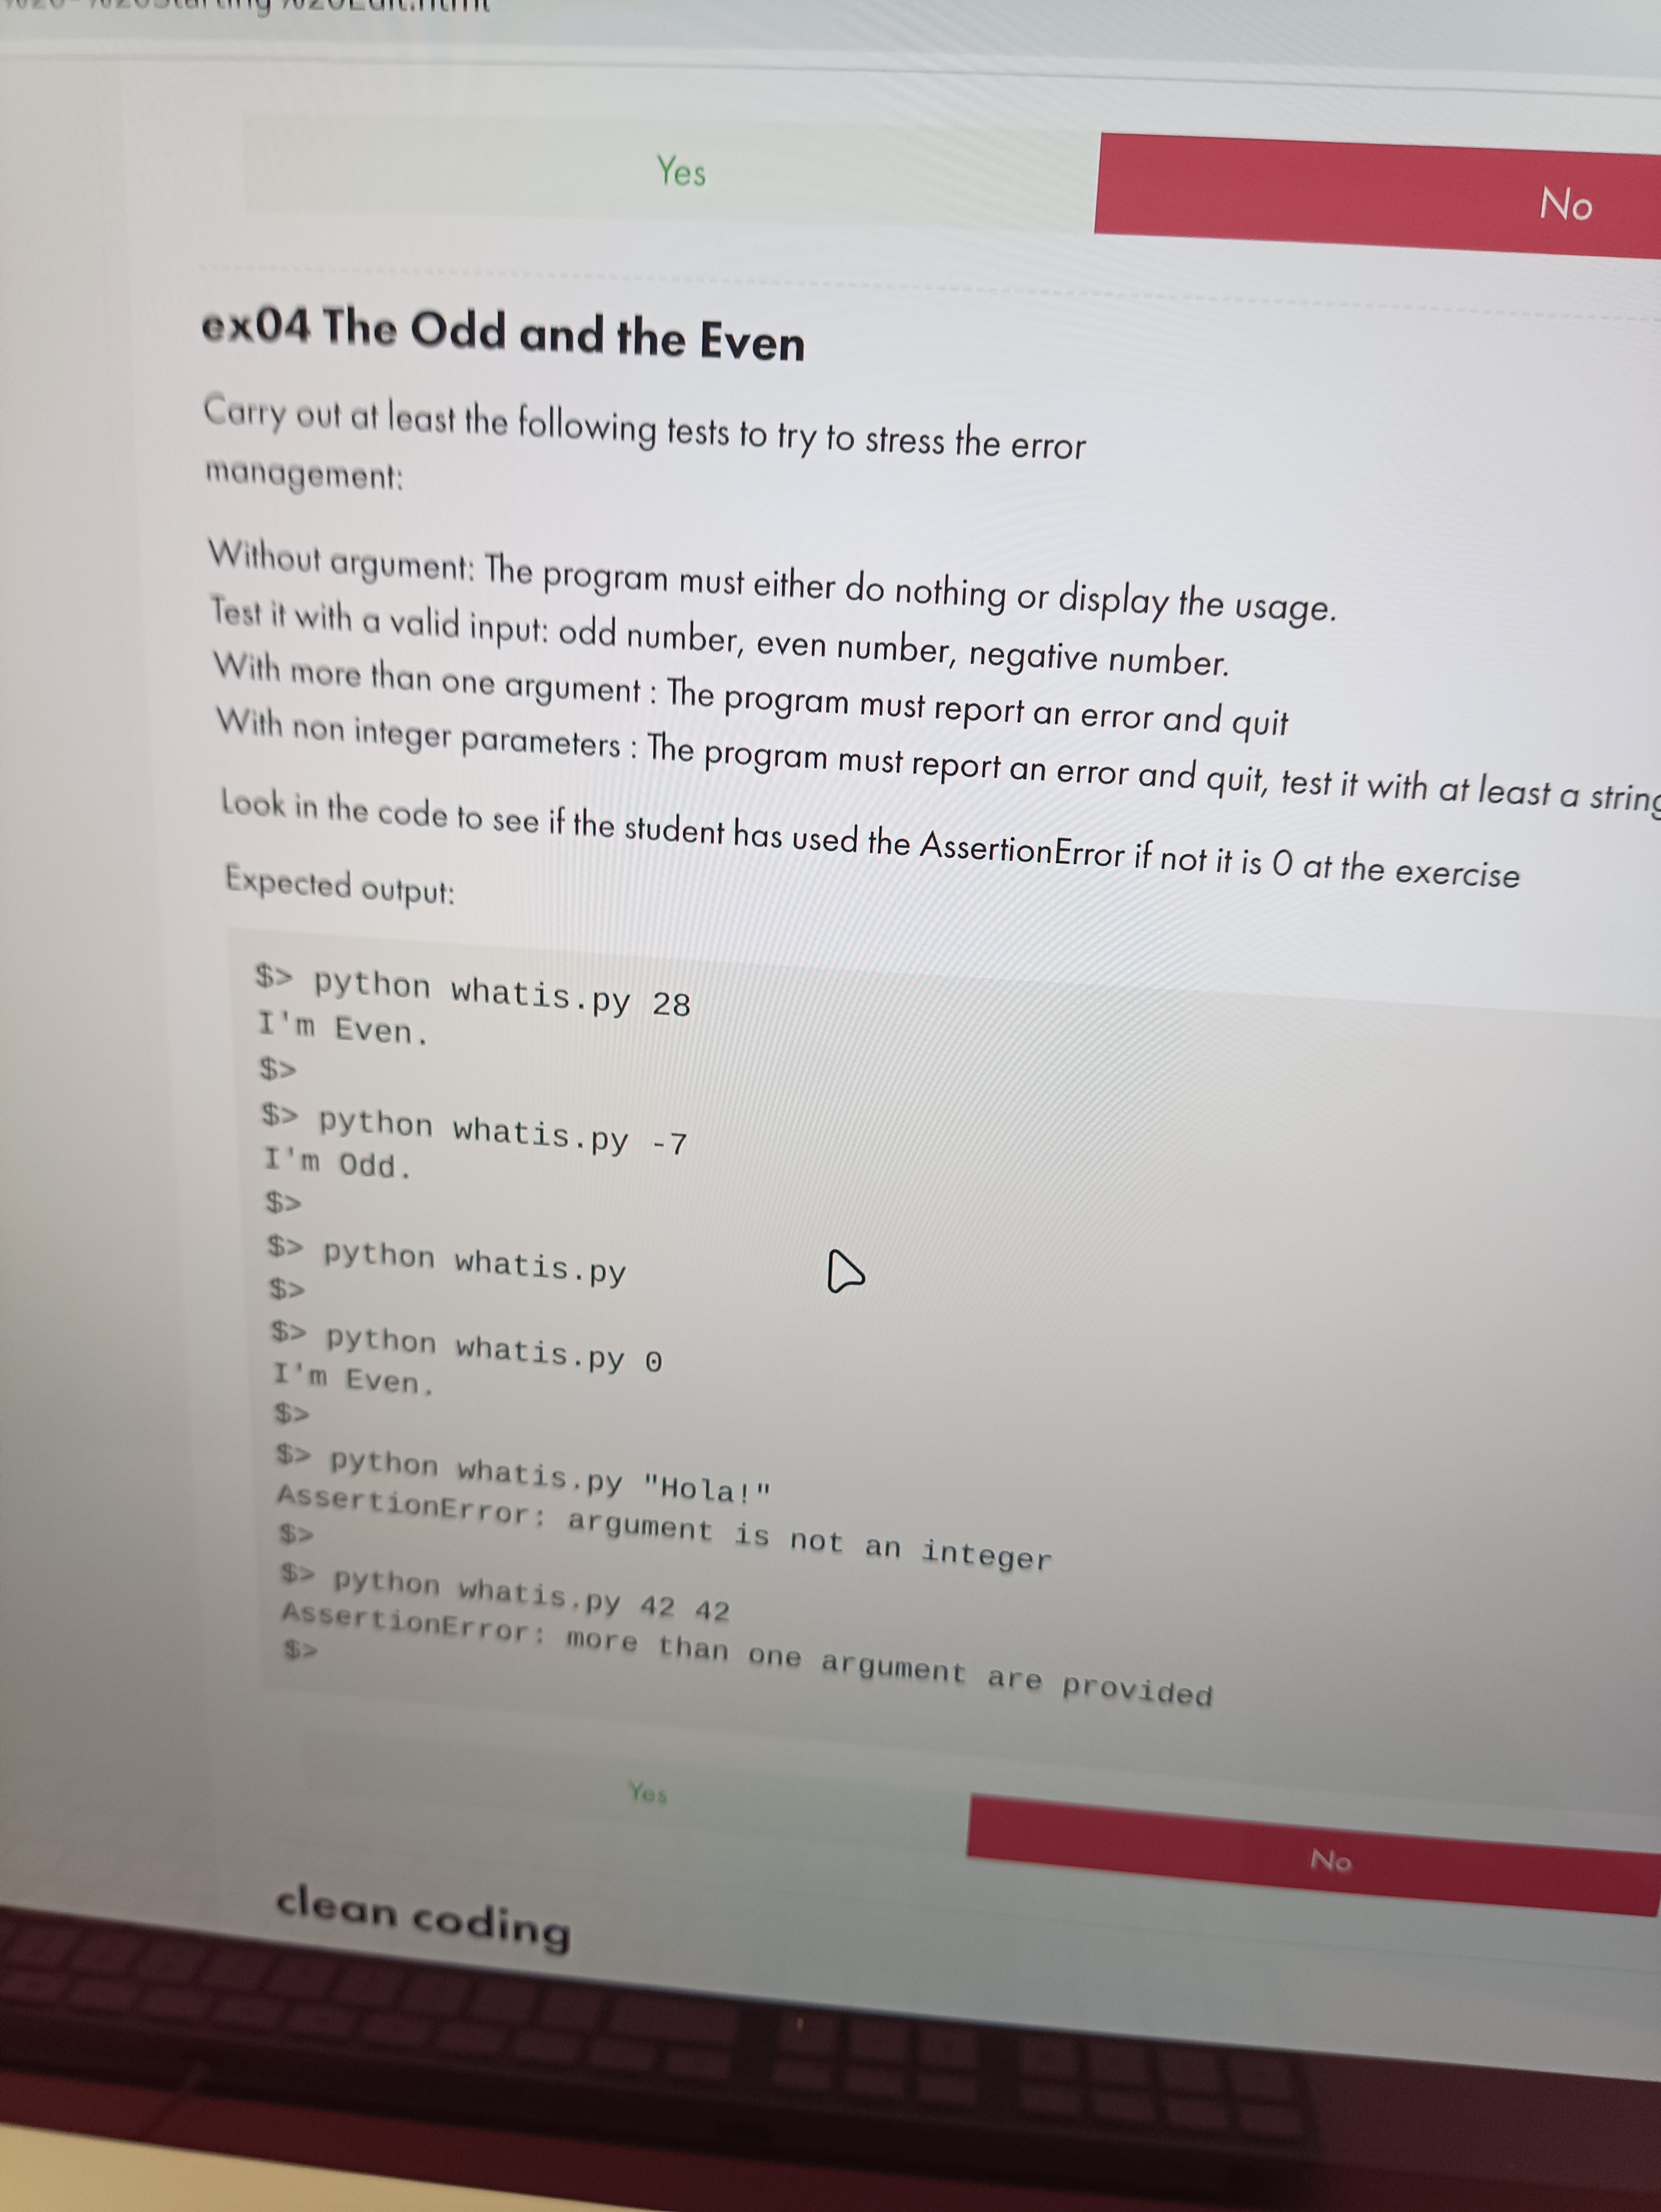 Yes
No
ex04 The Odd and the Even
Carry out at least the following tests to try to stress the error
management:
Without argument: The program must either do nothing or display the usage.
Test it with a valid input: odd number, even number, negative number.
With more than one argument : The program must report an error and quit
With non integer parameters : The program must report an error and quit, test it with at least a string
Look in the code to see if the student has used the AssertionError if not it is 0 at the exercise
Expected output:
$> python whatis.py 28
I'm Even.
$>
$> python whatis.py -7
I'm Odd.
$>
$> python whatis.py
$>
$> python whatis.py 0
I'm Even.
$>
$> python whatis.py "Hola!"
AssertionError: argument is not an integer
$>
$> python whatis.py 42 42
AssertionError: more than one argument are provided
$>
Yes
No
clean coding